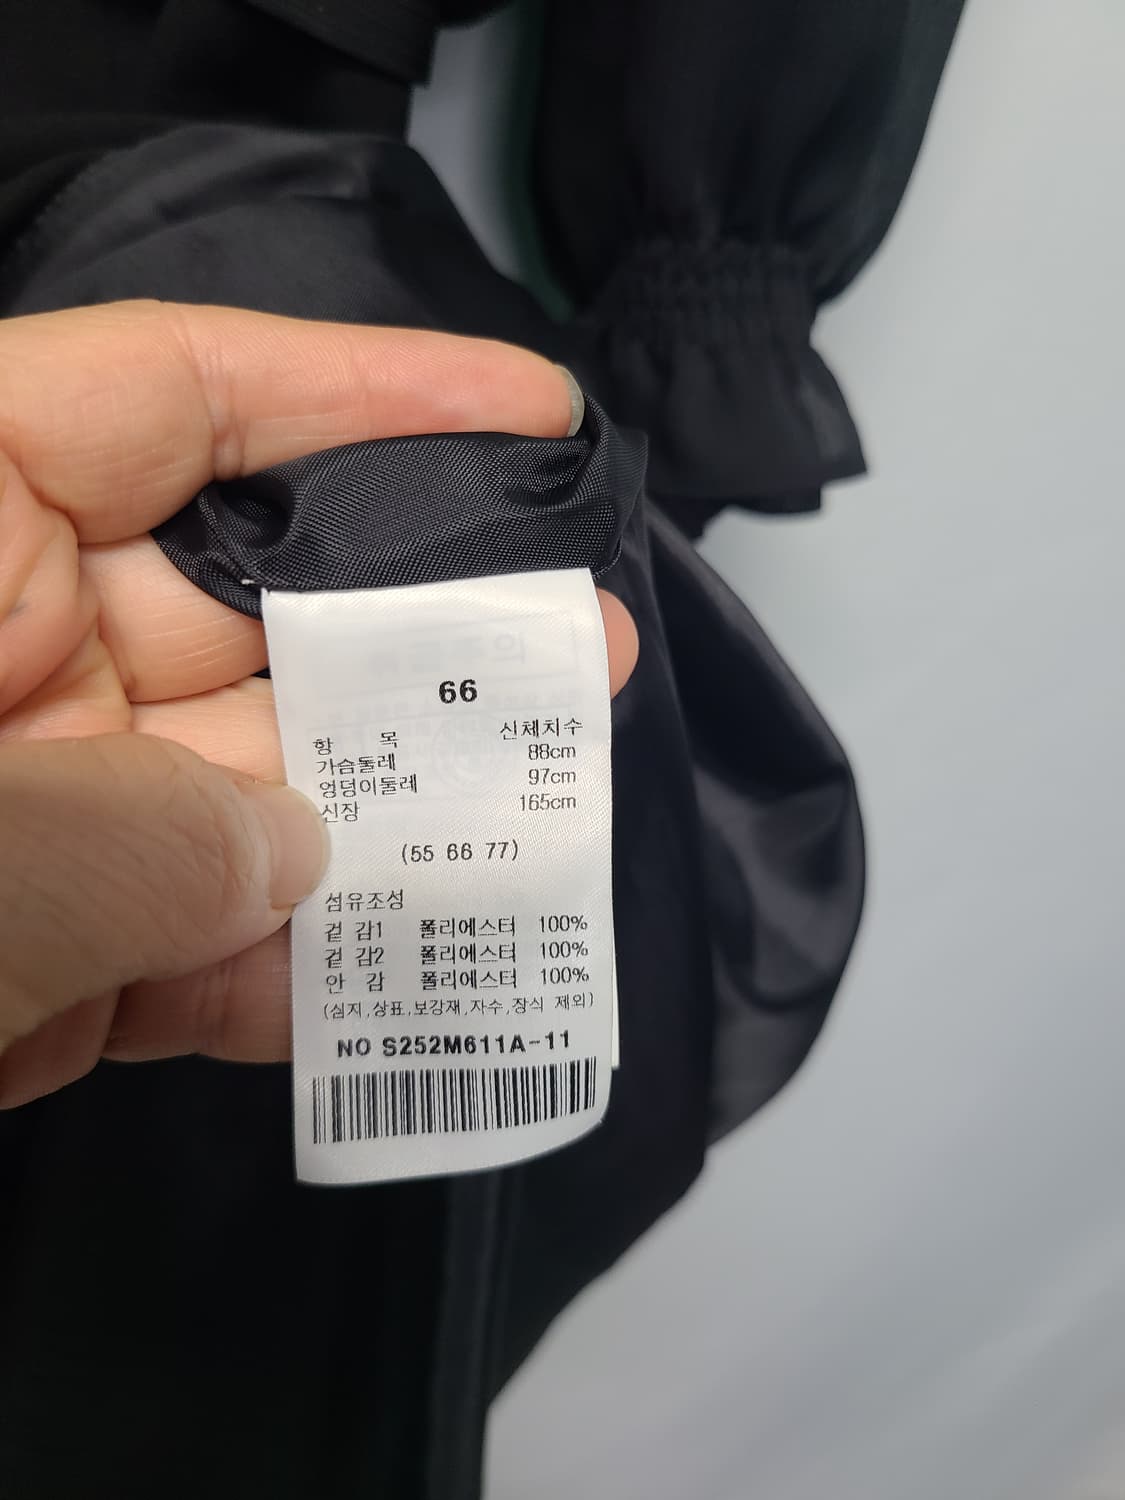 66
항 목 신체치수
가슴둘레 88cm
엉덩이둘레 97cm
신장 165cm
(55 66 77)
섬유조성
겉 감1 폴리에스터 100%
겉 감2 폴리에스터 100%
안 감 폴리에스터 100%
(심지,상표,보강재,자수,장식 제외)
NO S252M611A-11